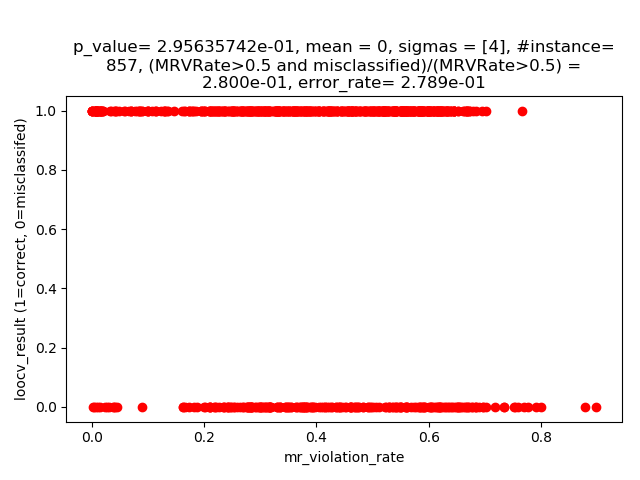 p_value= 2.95635742e-01, mean = 0, sigmas = [4], #instance=
857, (MRVRate>0.5 and misclassified)/(MRVRate>0.5) =
2.800e-01, error_rate= 2.789e-01
1.0
0.8
0.6
0.4
0.2
0.0
loocv_result (1=correct, 0=misclassifed)
0.0 0.2 0.4 0.6 0.8
mr_violation_rate